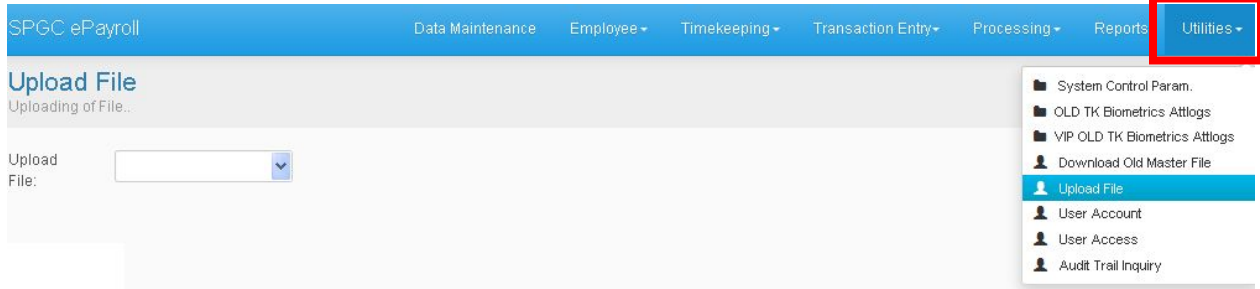 SPGC ePayroll Data Maintenance Employee Timekeeping Transaction Entry Processing Reports Utilities
Upload File
Uploading of File..
Upload
File:
System Control Param.
OLD TK Biometrics Attlogs
VIP OLD TK Biometrics Attlogs
Download Old Master File
Upload File
User Account
User Access
Audit Trail Inquiry